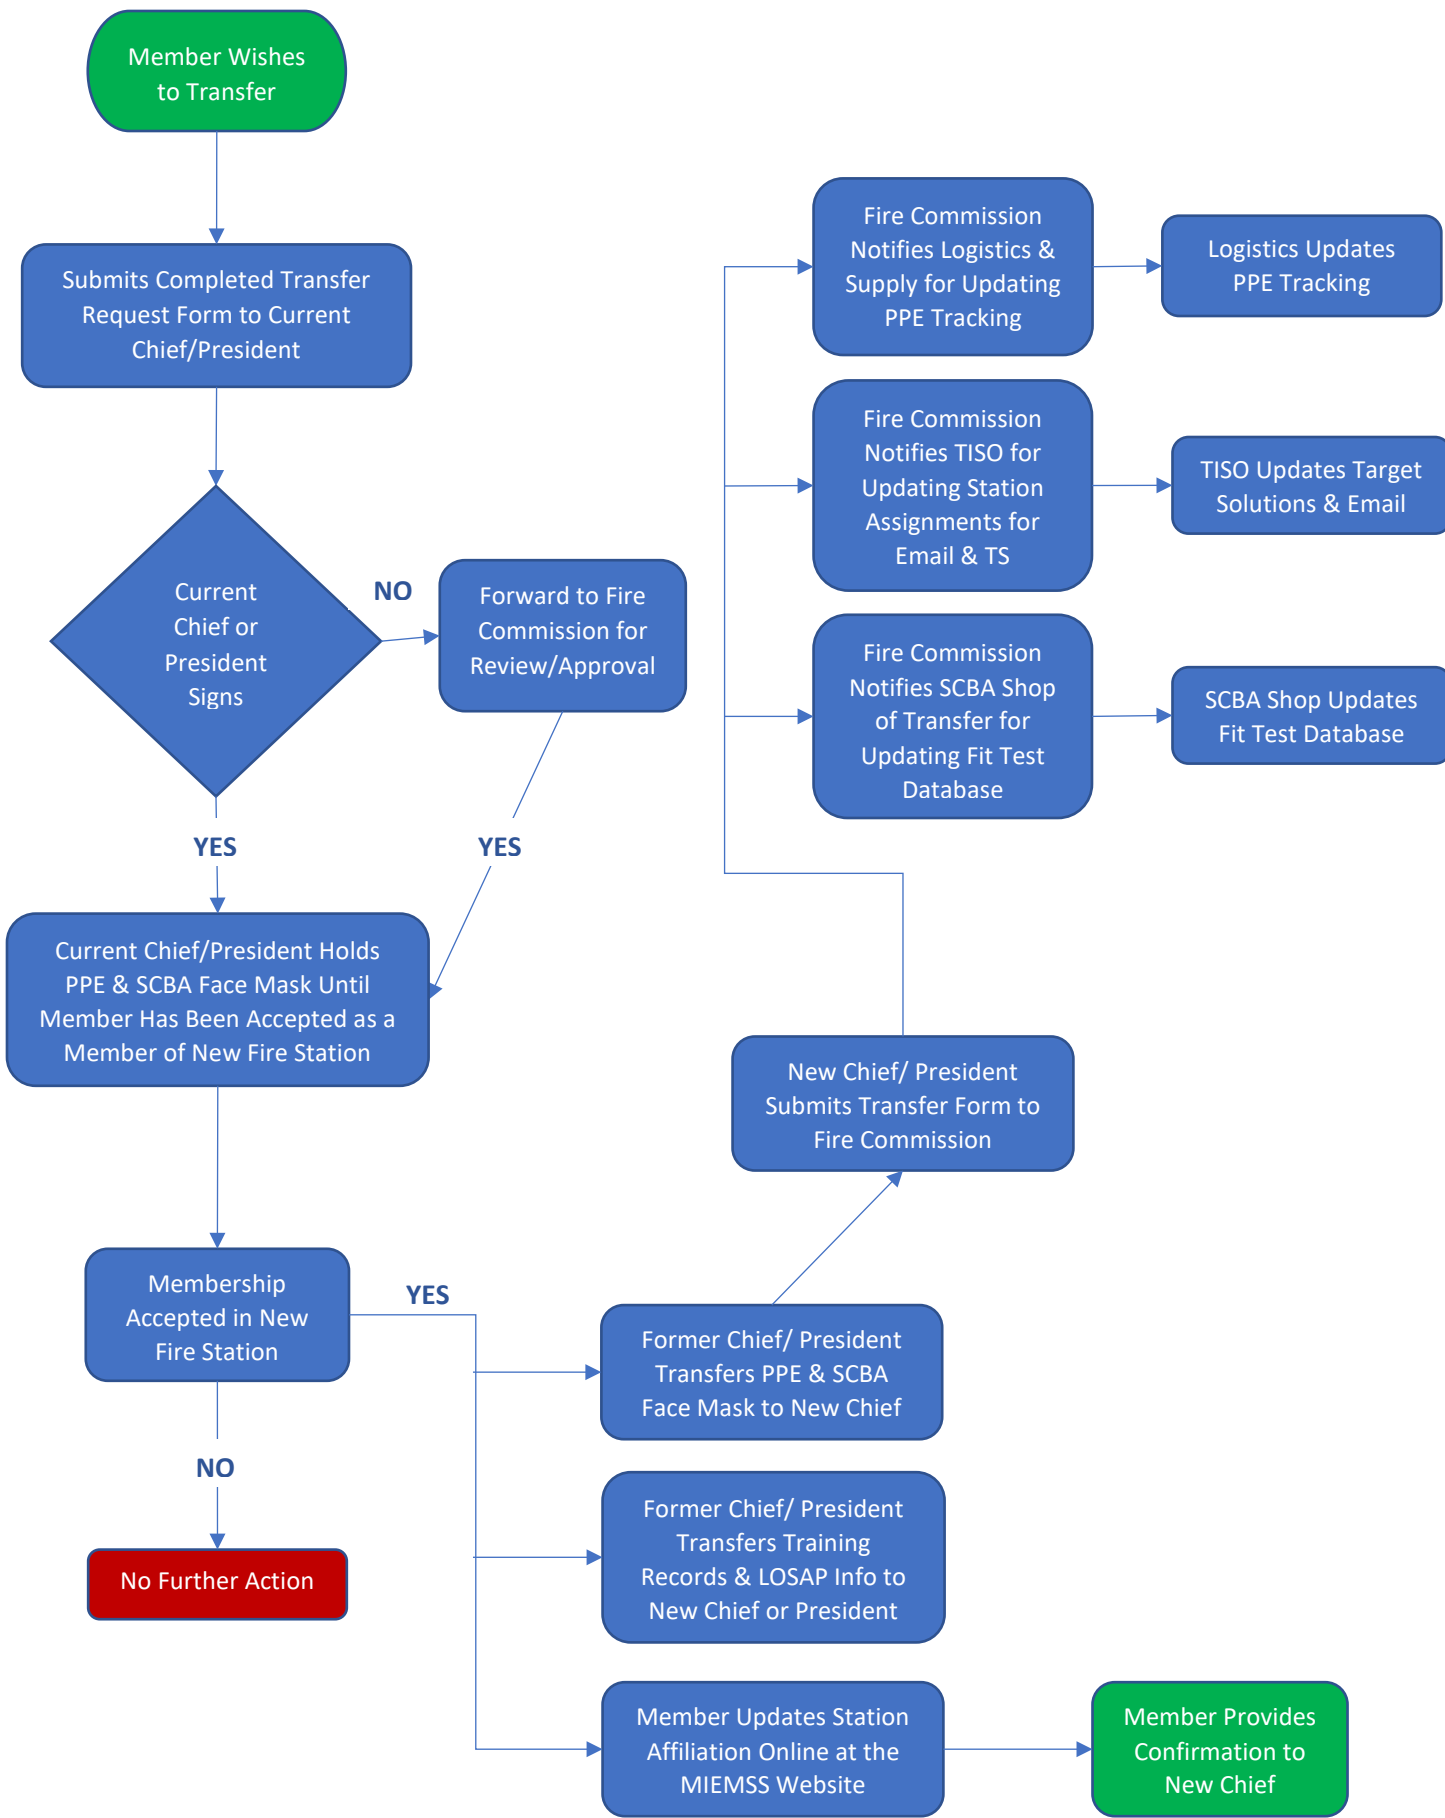 Member Wishes
to Transfer
Submits Completed Transfer
Request Form to Current
Chief/President
Current
Chief or
President
Signs
NO
Forward to Fire
Commission for
Review/Approval
YES
YES
Current Chief/President Holds
PPE & SCBA Face Mask Until
Member Has Been Accepted as a
Member of New Fire Station
Membership
Accepted in New
Fire Station
NO
No Further Action
YES
Former Chief/ President
Transfers PPE & SCBA
Face Mask to New Chief
Former Chief/ President
Transfers Training
Records & LOSAP Info to
New Chief or President
Member Updates Station
Affiliation Online at the
MIEMSS Website
Member Provides
Confirmation to
New Chief
New Chief/ President
Submits Transfer Form to
Fire Commission
Fire Commission
Notifies Logistics &
Supply for Updating
PPE Tracking
Logistics Updates
PPE Tracking
Fire Commission
Notifies TISO for
Updating Station
Assignments for
Email & TS
TISO Updates Target
Solutions & Email
Fire Commission
Notifies SCBA Shop
of Transfer for
Updating Fit Test
Database
SCBA Shop Updates
Fit Test Database